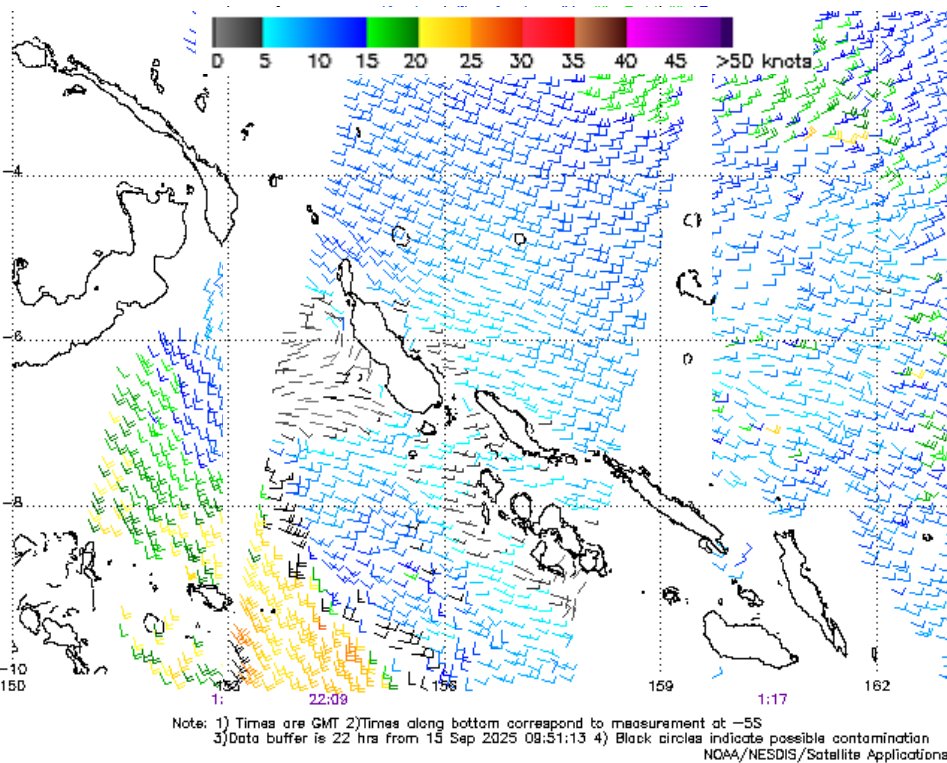 0 5 10 15 20 25 30 35 40 45 >50 knots
-4
-6
-8
-10
150 153 156 159 162
1: 22:09 1:17
Note: 1) Times are GMT 2)Times along bottom correspond to measurement at -5S
3)Data buffer is 22 hrs from 15 Sep 2025 09:51:13 4) Black circles indicate possible contamination
NOAA/NESDIS/Satellite Applications